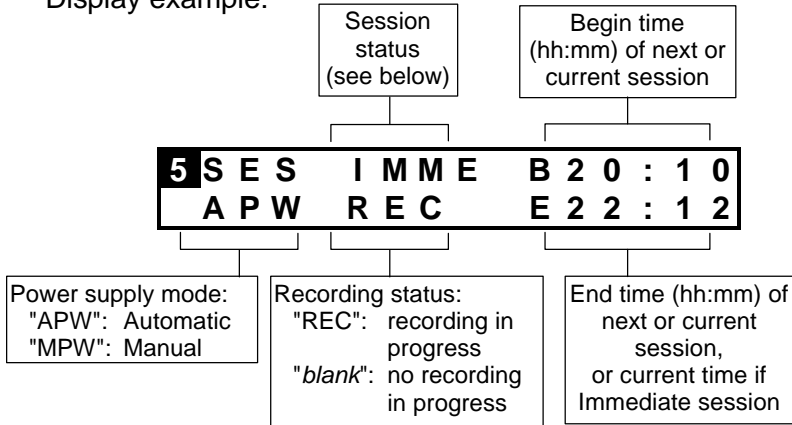 Display example:
Session
status
(see below)
Begin time
(hh:mm) of next or
current session
5 SES IMME B20:10
APW REC E22:12
Power supply mode:
"APW": Automatic
"MPW": Manual
Recording status:
"REC": recording in
progress
"blank": no recording
in progress
End time (hh:mm) of
next or current
session,
or current time if
Immediate session